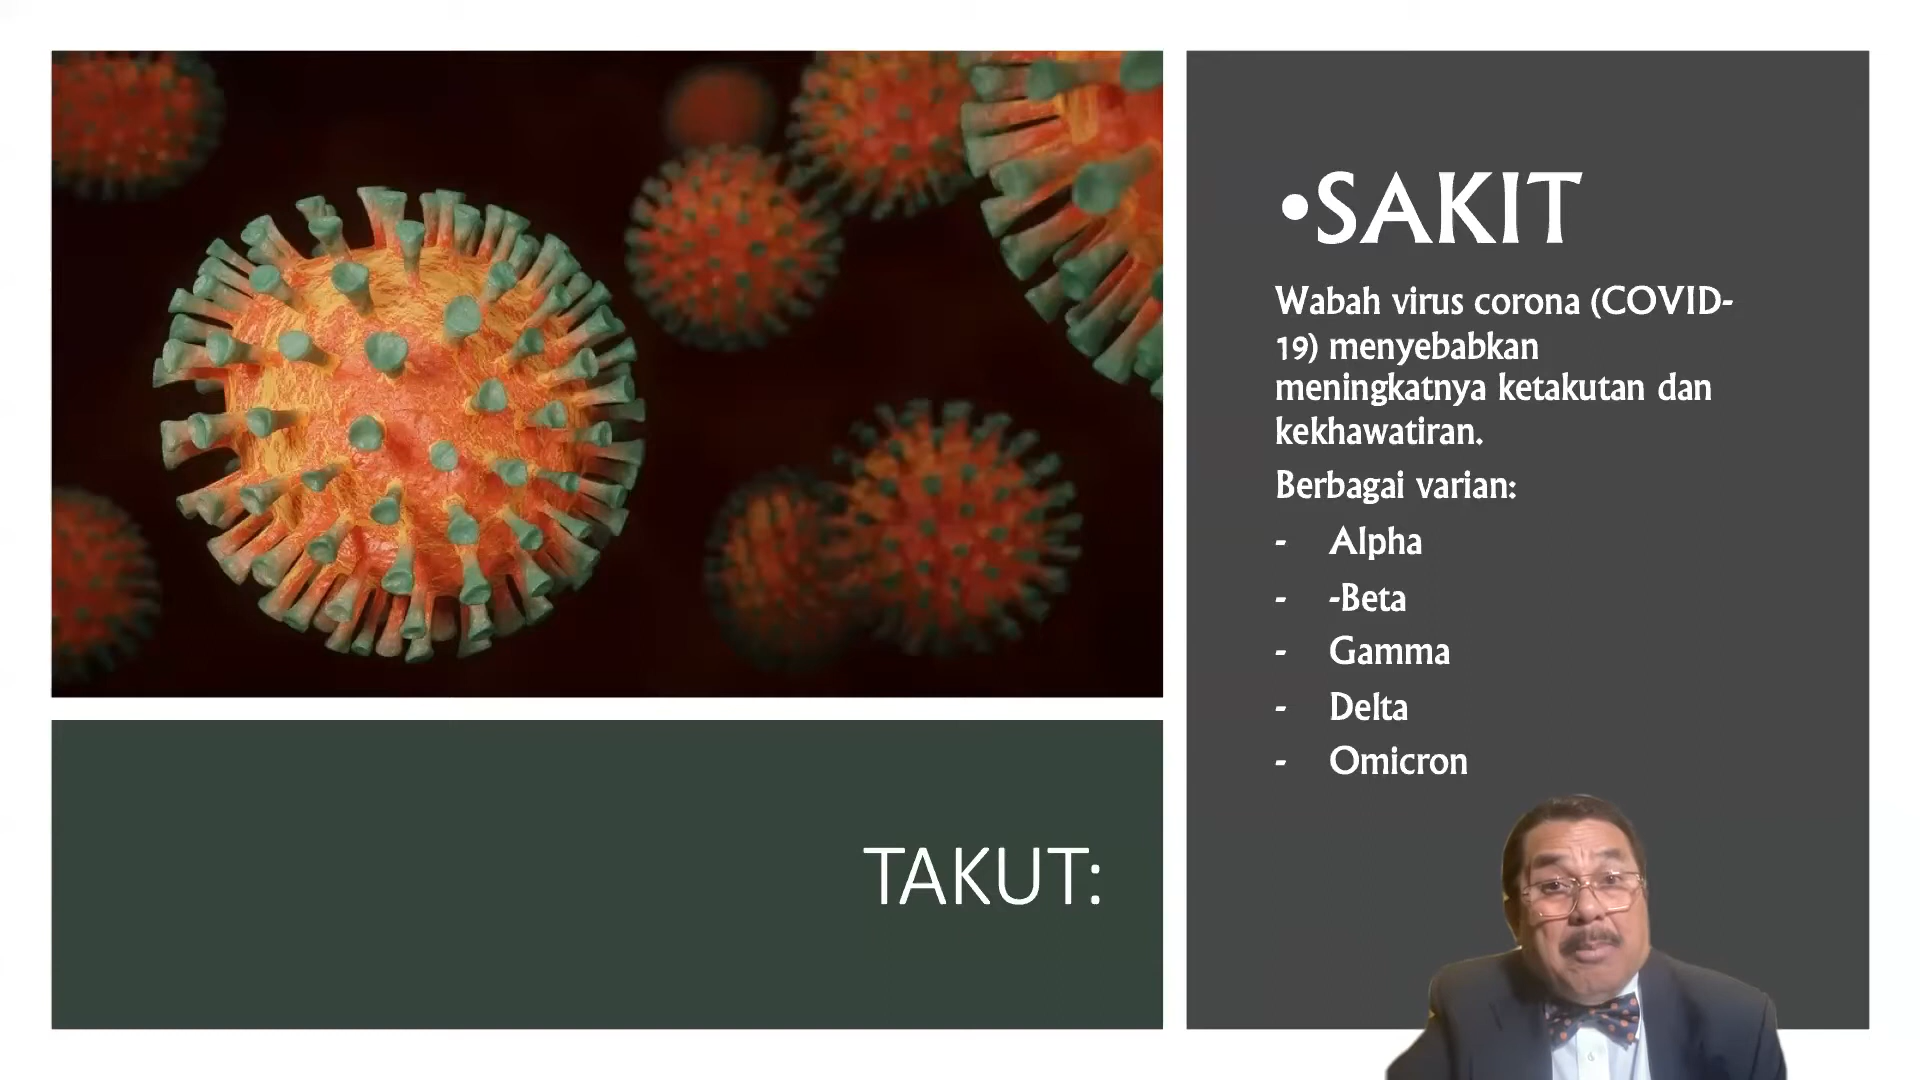 •SAKIT
Wabah virus corona (COVID-
19) menyebabkan
meningkatnya ketakutan dan
kekhawatiran.
Berbagai varian:
- Alpha
- -Beta
- Gamma
- Delta
- Omicron
TAKUT: